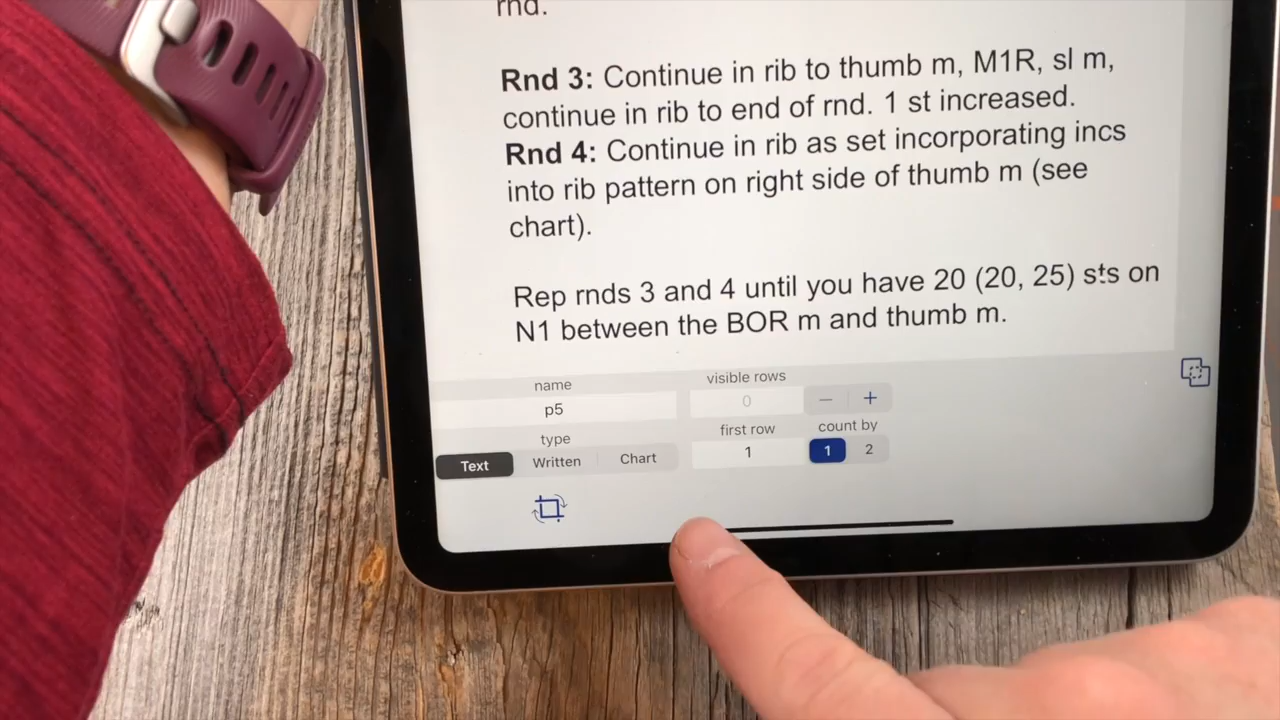 rnd.
Rnd 3: Continue in rib to thumb m, M1R, sl m,
continue in rib to end of rnd. 1 st increased.
Rnd 4: Continue in rib as set incorporating incs
into rib pattern on right side of thumb m (see
chart).
Rep rnds 3 and 4 until you have 20 (20, 25) sts on
N1 between the BOR m and thumb m.
name
visible rows
p5
0
− +
type
first row
count by
Text Written Chart
1
1 2